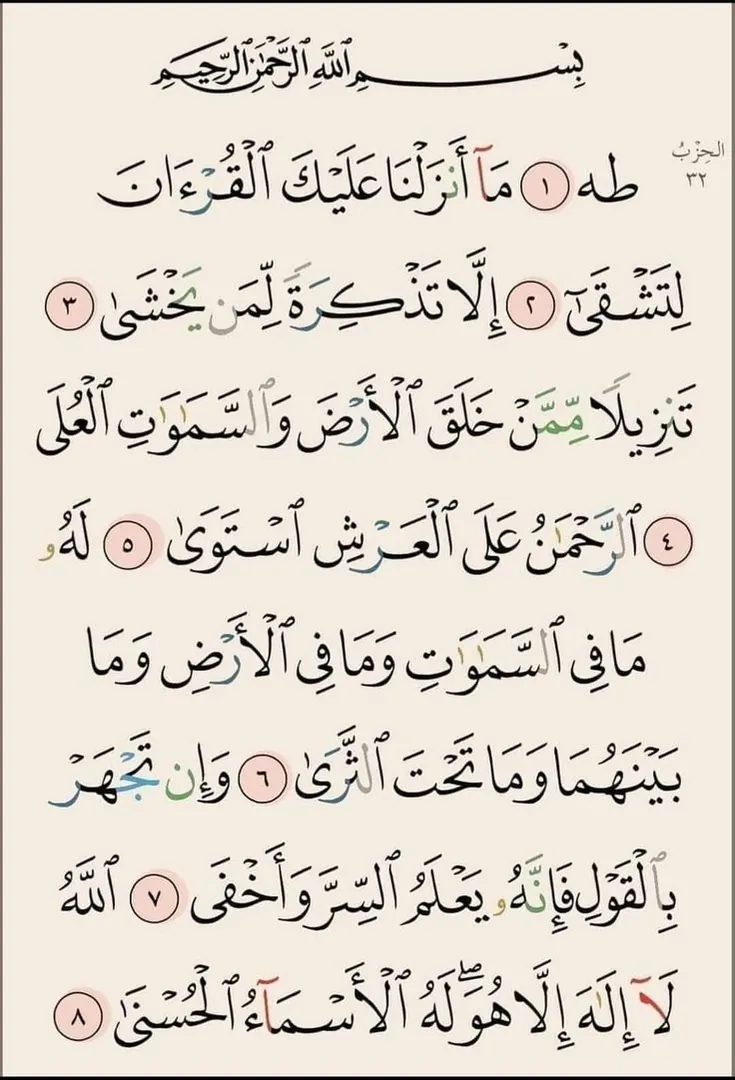 بِسْمِ ٱللَّهِ ٱلرَّحْمَٰنِ ٱلرَّحِيمِ
الحِزْبُ ٣٢
طه ١ مَآ أَنزَلْنَا عَلَيْكَ ٱلْقُرْءَانَ
لِتَشْقَىٰٓ ٢ إِلَّا تَذْكِرَةً لِّمَن يَخْشَىٰ ٣
تَنزِيلًا مِّمَّنْ خَلَقَ ٱلْأَرْضَ وَٱلسَّمَٰوَٰتِ ٱلْعُلَى
٤ ٱلرَّحْمَٰنُ عَلَى ٱلْعَرْشِ ٱسْتَوَىٰ ٥ لَهُۥ
مَا فِى ٱلسَّمَٰوَٰتِ وَمَا فِى ٱلْأَرْضِ وَمَا
بَيْنَهُمَا وَمَا تَحْتَ ٱلثَّرَىٰ ٦ وَإِن تَجْهَرْ
بِٱلْقَوْلِ فَإِنَّهُۥ يَعْلَمُ ٱلسِّرَّ وَأَخْفَى ٧ ٱللَّهُ
لَآ إِلَٰهَ إِلَّا هُوَ ۖ لَهُ ٱلْأَسْمَآءُ ٱلْحُسْنَىٰ ٨